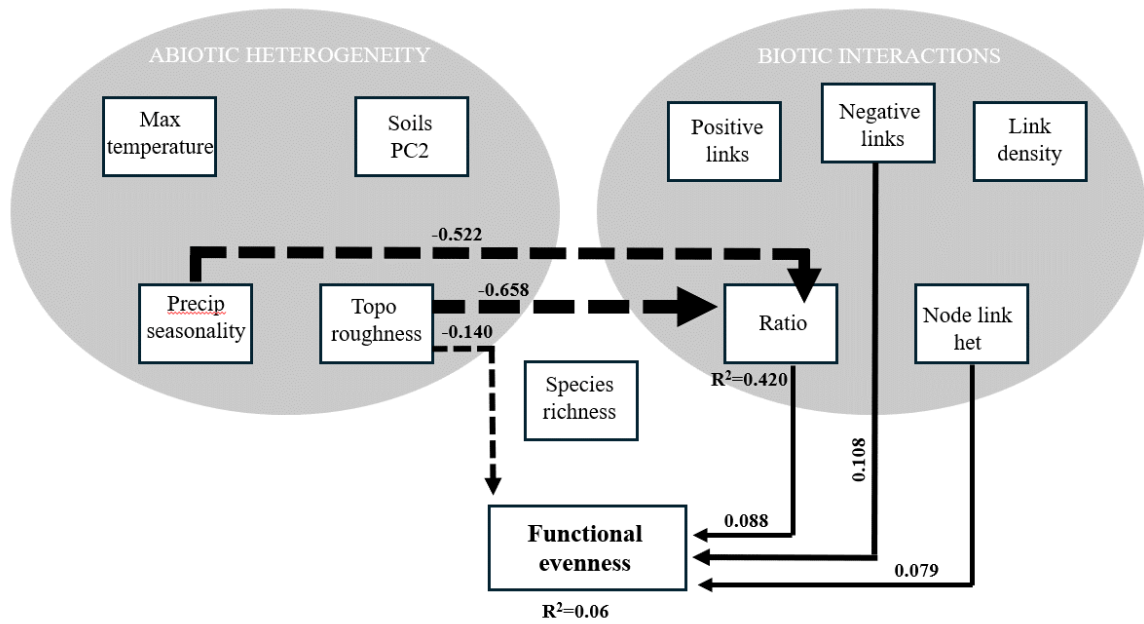 ABIOTIC HETEROGENEITY
BIOTIC INTERACTIONS
Max
temperature
Soils
PC2
Positive
links
Negative
links
Link
density
-0.522
Precip
seasonality
Topo
roughness
-0.658
-0.140
Ratio
Node link
het
R²=0.420
Species
richness
0.108
0.088
0.079
Functional
evenness
R²=0.06